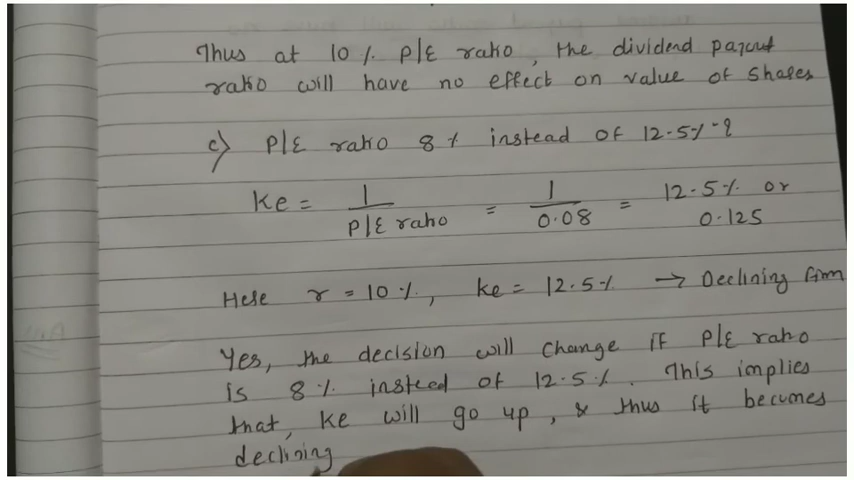 Thus at 10 % P/E ratio, the dividend payout
ratio will have no effect on value of shares
c) P/E ratio 8 % instead of 12.5% ?
Ke = 1 / P/E ratio = 1 / 0.08 = 12.5 % or 0.125
Here r = 10 %, ke = 12.5 % → Declining firm
Yes, the decision will change if P/E ratio
is 8 % instead of 12.5 %. This implies
that, ke will go up, & thus it becomes
declining